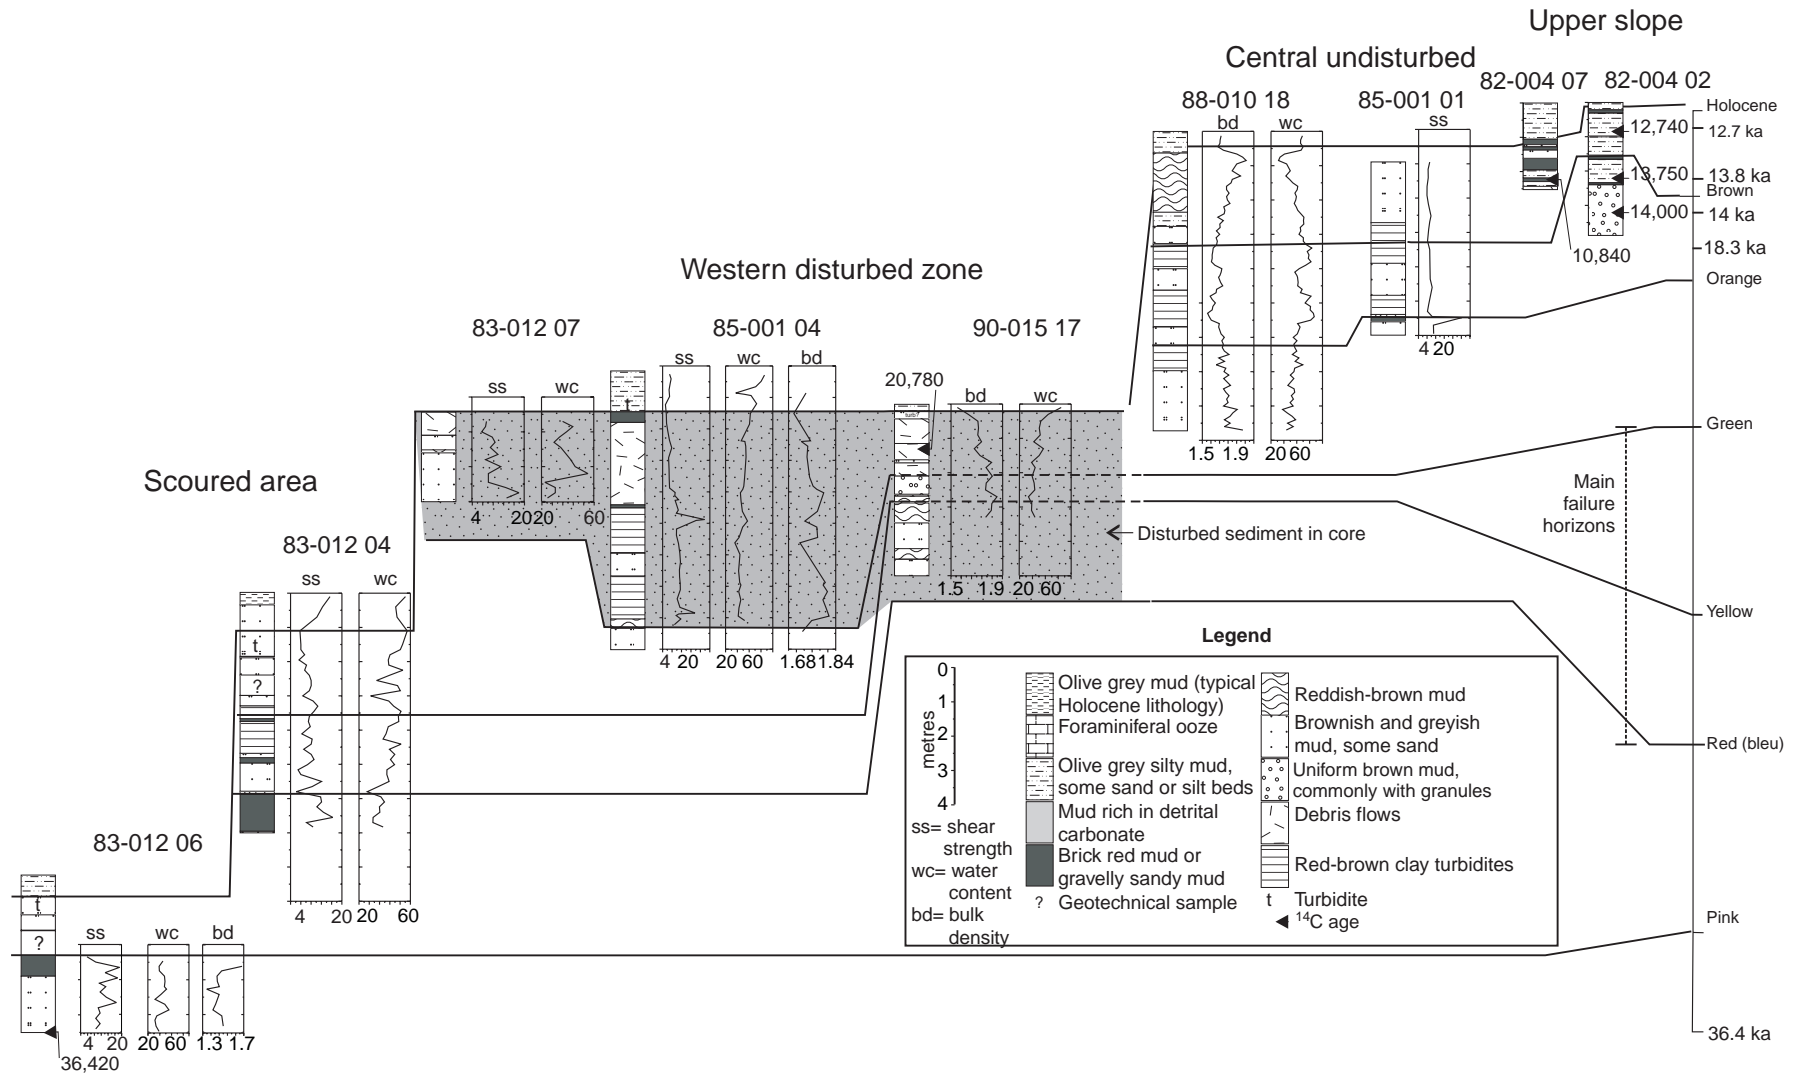 Upper slope
Central undisturbed
82-004 07
82-004 02
88-010 18
85-001 01
bd
wc
ss
Holocene
12,740
12.7 ka
13,750
13.8 ka
Brown
14,000
14 ka
10,840
18.3 ka
Orange
4 20
1.5 1.9
20 60
Western disturbed zone
83-012 07
85-001 04
90-015 17
ss
wc
ss
wc
bd
20,780
bd
wc
t
turb?
4 20
20 60
4 20
20 60
1.68 1.84
1.5 1.9
20 60
Disturbed sediment in core
Green
Main
failure
horizons
Yellow
Red (bleu)
Pink
36.4 ka
Scoured area
83-012 04
ss
wc
t
?
4 20
20 60
83-012 06
t
?
ss
wc
bd
4 20
20 60
1.3 1.7
36,420
Legend
0
1
2
3
4
metres
ss= shear
strength
wc= water
content
bd= bulk
density
Olive grey mud (typical
Holocene lithology)
Foraminiferal ooze
Olive grey silty mud,
some sand or silt beds
Mud rich in detrital
carbonate
Brick red mud or
gravelly sandy mud
? Geotechnical sample
Reddish-brown mud
Brownish and greyish
mud, some sand
Uniform brown mud,
commonly with granules
Debris flows
Red-brown clay turbidites
t Turbidite
14C age